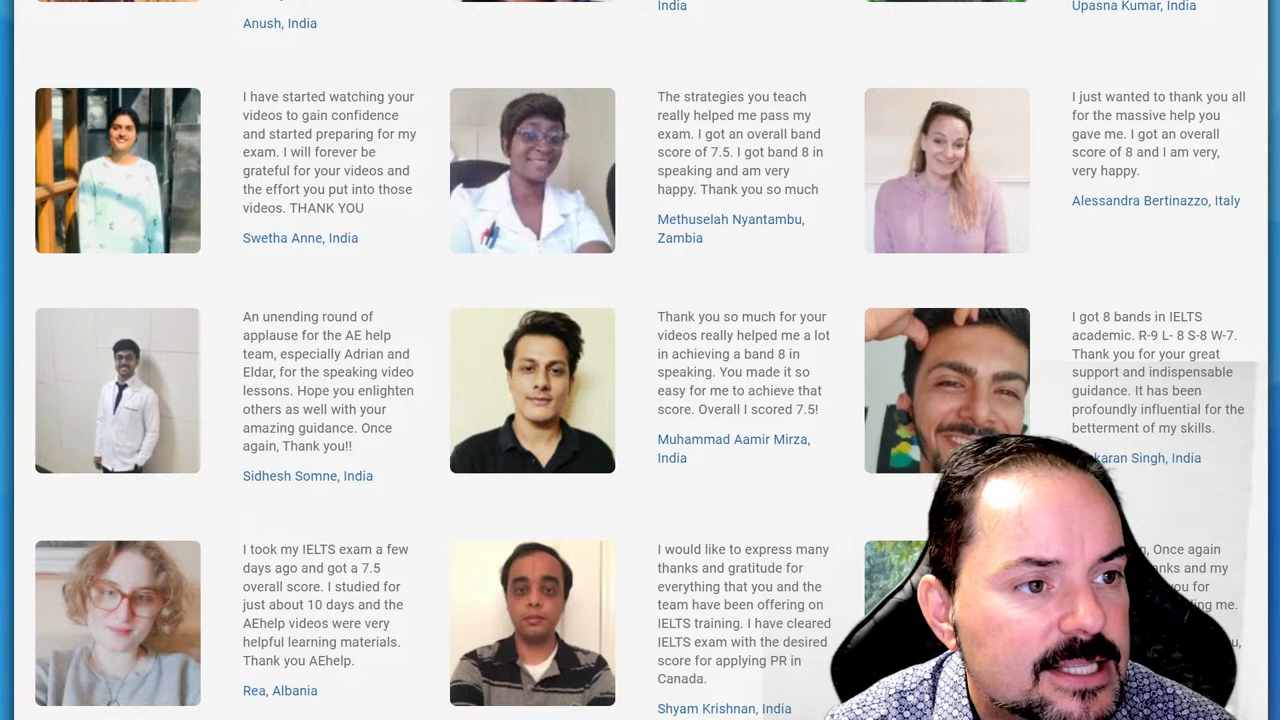 Anush, India
India
Upasna Kumar, India
I have started watching your
videos to gain confidence
and started preparing for my
exam. I will forever be
grateful for your videos and
the effort you put into those
videos. THANK YOU
Swetha Anne, India
The strategies you teach
really helped me pass my
exam. I got an overall band
score of 7.5. I got band 8 in
speaking and am very
happy. Thank you so much
Methuselah Nyantambu,
Zambia
I just wanted to thank you all
for the massive help you
gave me. I got an overall
score of 8 and I am very,
very happy.
Alessandra Bertinazzo, Italy
An unending round of
applause for the AE help
team, especially Adrian and
Eldar, for the speaking video
lessons. Hope you enlighten
others as well with your
amazing guidance. Once
again, Thank you!!
Sidhesh Somne, India
Thank you so much for your
videos really helped me a lot
in achieving a band 8 in
speaking. You made it so
easy for me to achieve that
score. Overall I scored 7.5!
Muhammad Aamir Mirza,
India
I got 8 bands in IELTS
academic. R-9 L- 8 S-8 W-7.
Thank you for your great
support and indispensable
guidance. It has been
profoundly influential for the
betterment of my skills.
Singh, India
I took my IELTS exam a few
days ago and got a 7.5
overall score. I studied for
just about 10 days and the
AEhelp videos were very
helpful learning materials.
Thank you AEhelp.
Rea, Albania
I would like to express many
thanks and gratitude for
everything that you and the
team have been offering on
IELTS training. I have cleared
IELTS exam with the desired
score for applying PR in
Canada.
Shyam Krishnan, India
Once again
and my
for
me.